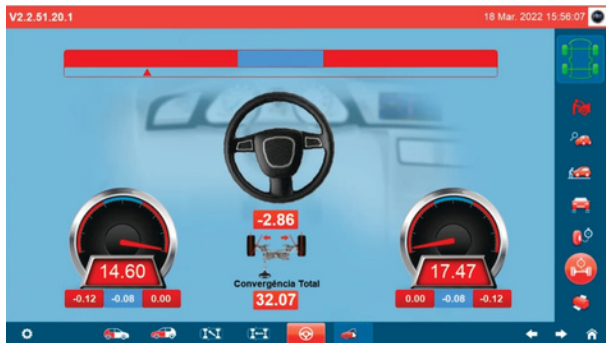 V2.2.51.20.1 18 Mar. 2022 15:56:07
-2.86
14.60
17.47
Convergéncia Total
-0.12 -0.08 0.00
32.07
0.00 -0.08 -0.12